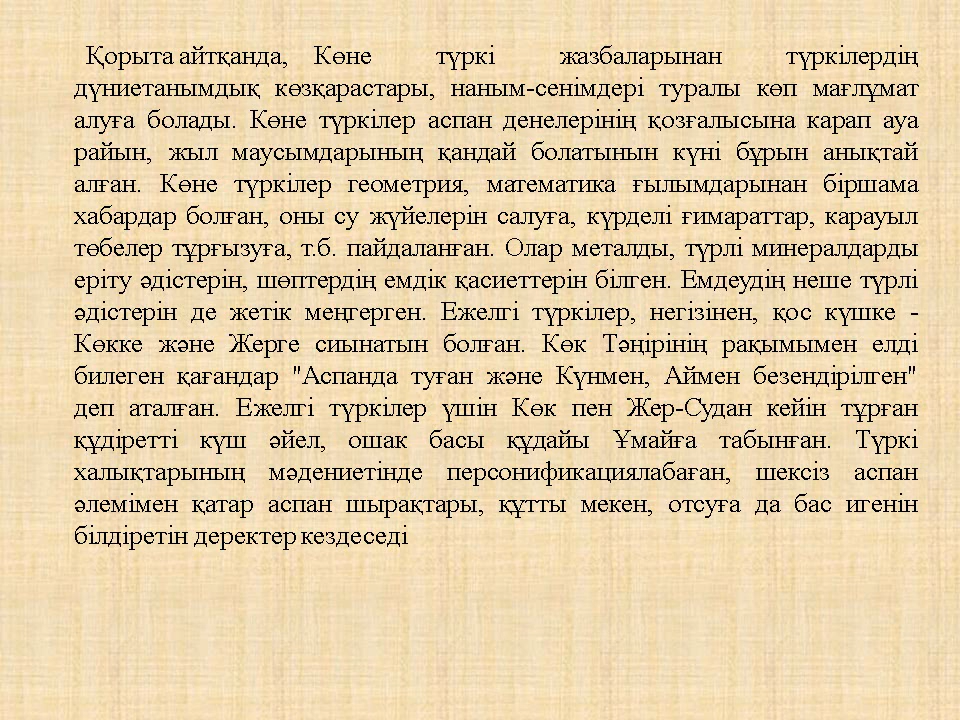 Қорыта айтқанда, Көне түркі жазбаларынан түркілердің
дүниетанымдық көзқарастары, наным-сенімдері туралы көп мағлұмат
алуға болады. Көне түркілер аспан денелерінің қозғалысына карап ауа
райын, жыл маусымдарының қандай болатынын күні бұрын анықтай
алған. Көне түркілер геометрия, математика ғылымдарынан біршама
хабардар болған, оны су жүйелерін салуға, күрделі ғимараттар, карауыл
төбелер тұрғызуға, т.б. пайдаланған. Олар металды, түрлі минералдарды
еріту әдістерін, шөптердің емдік қасиеттерін білген. Емдеудің неше түрлі
әдістерін де жетік меңгерген. Ежелгі түркілер, негізінен, қос күшке -
Көкке және Жерге сиынатын болған. Көк Тәңірінің рақымымен елді
билеген қағандар "Аспанда туған және Күнмен, Аймен безендірілген"
деп аталған. Ежелгі түркілер үшін Көк пен Жер-Судан кейін тұрған
құдіретті күш әйел, ошак басы құдайы Ұмайға табынған. Түркі
халықтарының мәдениетінде персонификациялабаған, шексіз аспан
әлемімен қатар аспан шырақтары, құтты мекен, отсуға да бас игенін
білдіретін деректер кездеседі